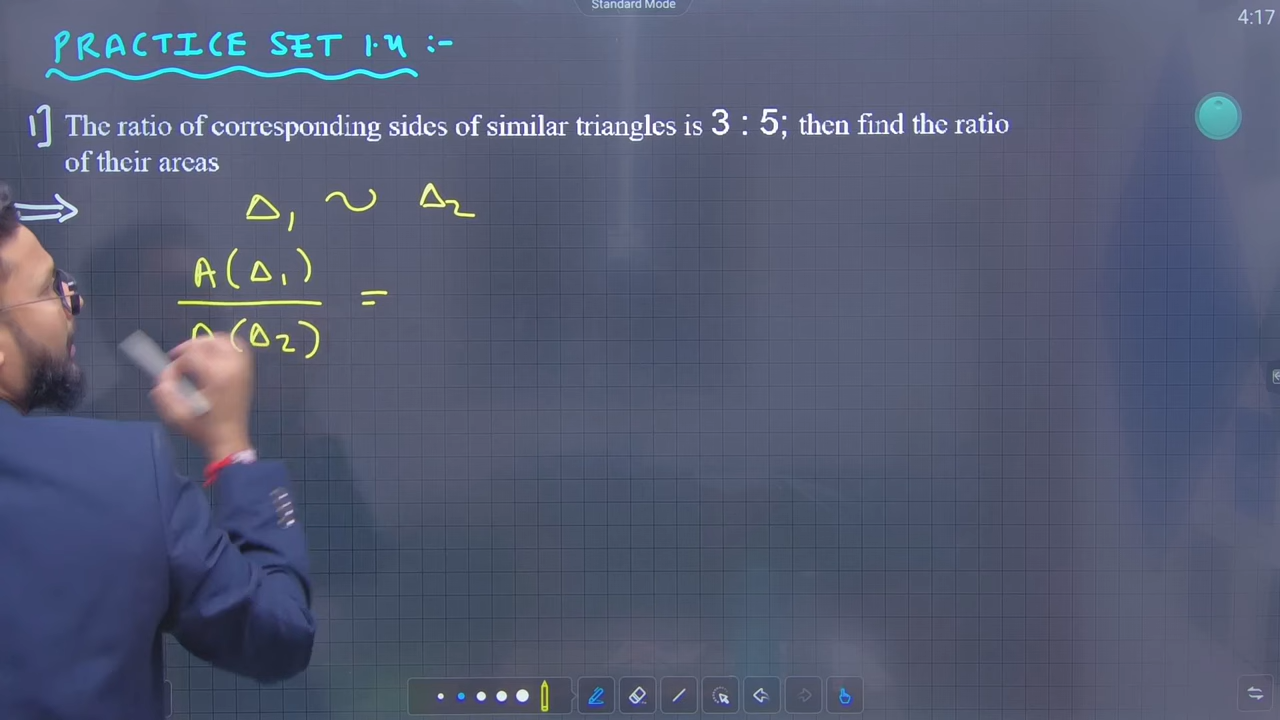 Standard Mode
4:17
PRACTICE SET 1.4 :-
1] The ratio of corresponding sides of similar triangles is 3 : 5; then find the ratio
of their areas
⇒ Δ₁ ~ Δ₂
A(Δ₁)
=
(Δ₂)